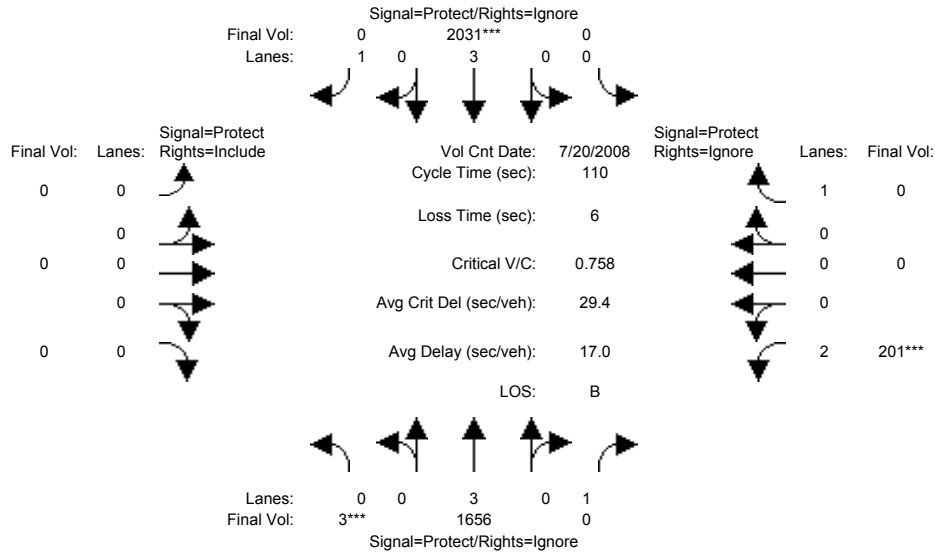 Signal=Protect/Rights=Ignore
Final Vol: 0 2031*** 0
Lanes: 1 0 3 0 0
Signal=Protect Signal=Protect
Final Vol: Lanes: Rights=Include Vol Cnt Date: 7/20/2008 Rights=Ignore Lanes: Final Vol:
Cycle Time (sec): 110
0 0 1 0
Loss Time (sec): 6
0 0
0 0 Critical V/C: 0.758 0 0
0 Avg Crit Del (sec/veh): 29.4 0
0 0 Avg Delay (sec/veh): 17.0 2 201***
LOS: B
Lanes: 0 0 3 0 1
Final Vol: 3*** 1656 0
Signal=Protect/Rights=Ignore